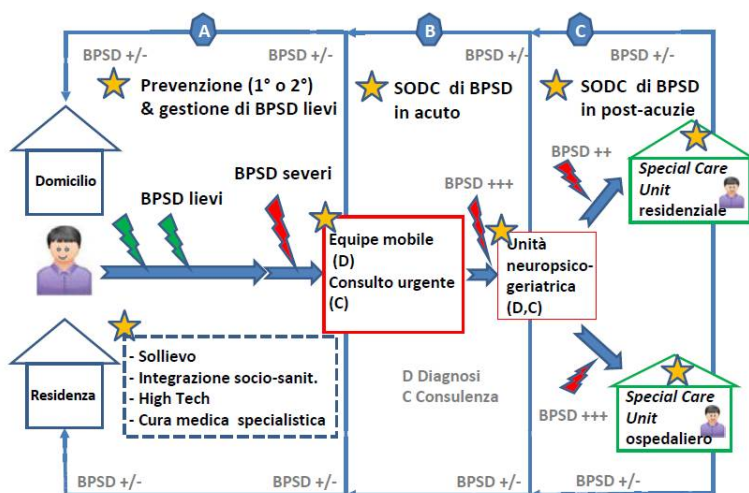 A
B
C
BPSD +/-
BPSD +/-
BPSD +/-
BPSD +/-
BPSD +/-
Prevenzione (1° o 2°)
& gestione di BPSD lievi
SODC di BPSD
in acuto
SODC di BPSD
in post-acuzie
Domicilio
BPSD lievi
BPSD severi
BPSD +++
BPSD ++
Special Care
Unit
residenziale
Equipe mobile
(D)
Consulto urgente
(C)
Unità
neuropsico-
geriatrica
(D,C)
Residenza
- Sollievo
- Integrazione socio-sanit.
- High Tech
- Cura medica specialistica
D Diagnosi
C Consulenza
BPSD +++
Special Care
Unit
ospedaliero
BPSD +/-
BPSD +/-
BPSD +/-
BPSD +/-